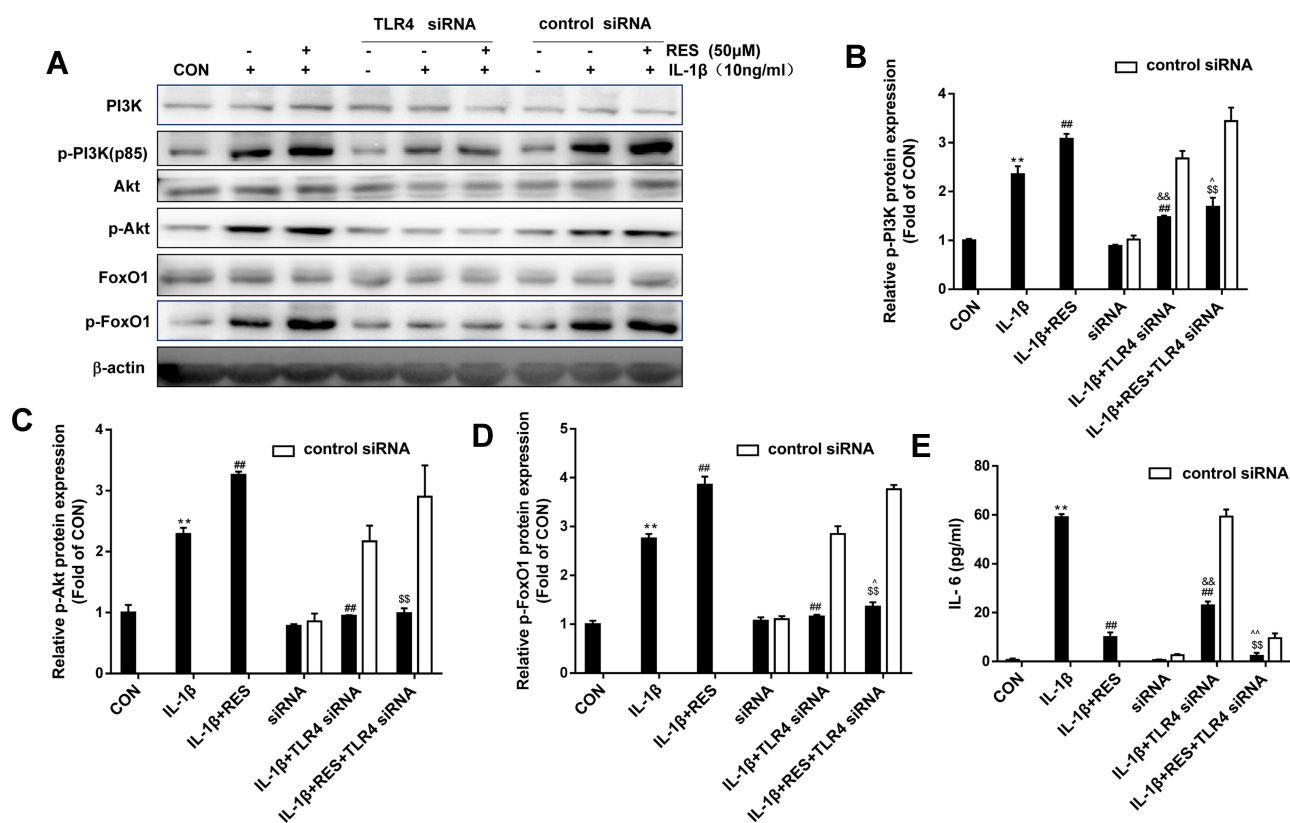 A
TLR4 siRNA control siRNA
- + - - + - - + RES (50μM)
CON + + - + + - + + IL-1β（10ng/ml）
PI3K
p-PI3K(p85)
Akt
p-Akt
FoxO1
p-FoxO1
β-actin
B
control siRNA
Relative p-PI3K protein expression
(Fold of CON)
4
3
2
1
0
**
##
&&
##
^
$$
CON
IL-1β
IL-1β+RES
siRNA
IL-1β+TLR4 siRNA
IL-1β+RES+TLR4 siRNA
C
control siRNA
Relative p-Akt protein expression
(Fold of CON)
4
3
2
1
0
**
##
##
$$
CON
IL-1β
IL-1β+RES
siRNA
IL-1β+TLR4 siRNA
IL-1β+RES+TLR4 siRNA
D
control siRNA
Relative p-FoxO1 protein expression
(Fold of CON)
5
4
3
2
1
0
**
##
##
^
$$
CON
IL-1β
IL-1β+RES
siRNA
IL-1β+TLR4 siRNA
IL-1β+RES+TLR4 siRNA
E
control siRNA
IL- 6 (pg/ml)
80
60
40
20
0
**
##
&&
##
^^
$$
CON
IL-1β
IL-1β+RES
siRNA
IL-1β+TLR4 siRNA
IL-1β+RES+TLR4 siRNA